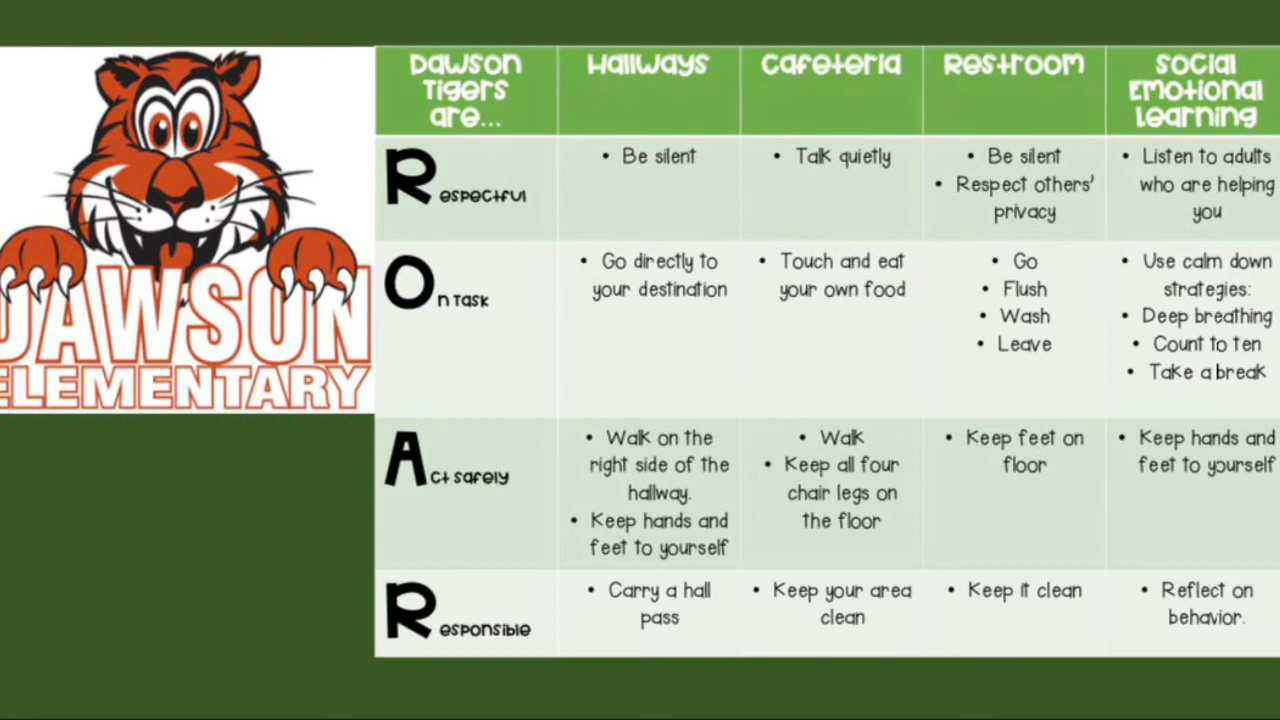 DAWSON
ELEMENTARY
Dawson Tigers are...
Hallways
Cafeteria
Restroom
Social Emotional Learning
Respectful
• Be silent
• Talk quietly
• Be silent
• Respect others' privacy
• Listen to adults who are helping you
On Task
• Go directly to your destination
• Touch and eat your own food
• Go
• Flush
• Wash
• Leave
• Use calm down strategies:
• Deep breathing
• Count to ten
• Take a break
Act safely
• Walk on the right side of the hallway.
• Keep hands and feet to yourself
• Walk
• Keep all four chair legs on the floor
• Keep feet on floor
• Keep hands and feet to yourself
Responsible
• Carry a hall pass
• Keep your area clean
• Keep it clean
• Reflect on behavior.